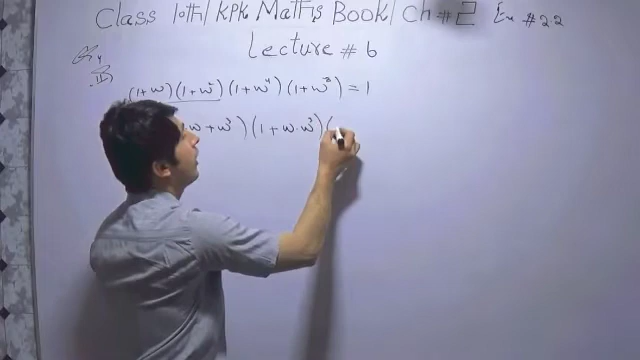 Class 10th/ KPK Maths Book/ Ch # 2 Ex # 2.2
Lecture # 6
Q4
(1+ω)(1+ω²)(1+ω⁴)(1+ω⁸) = 1
ω + ω³)(1+ω.ω³)(